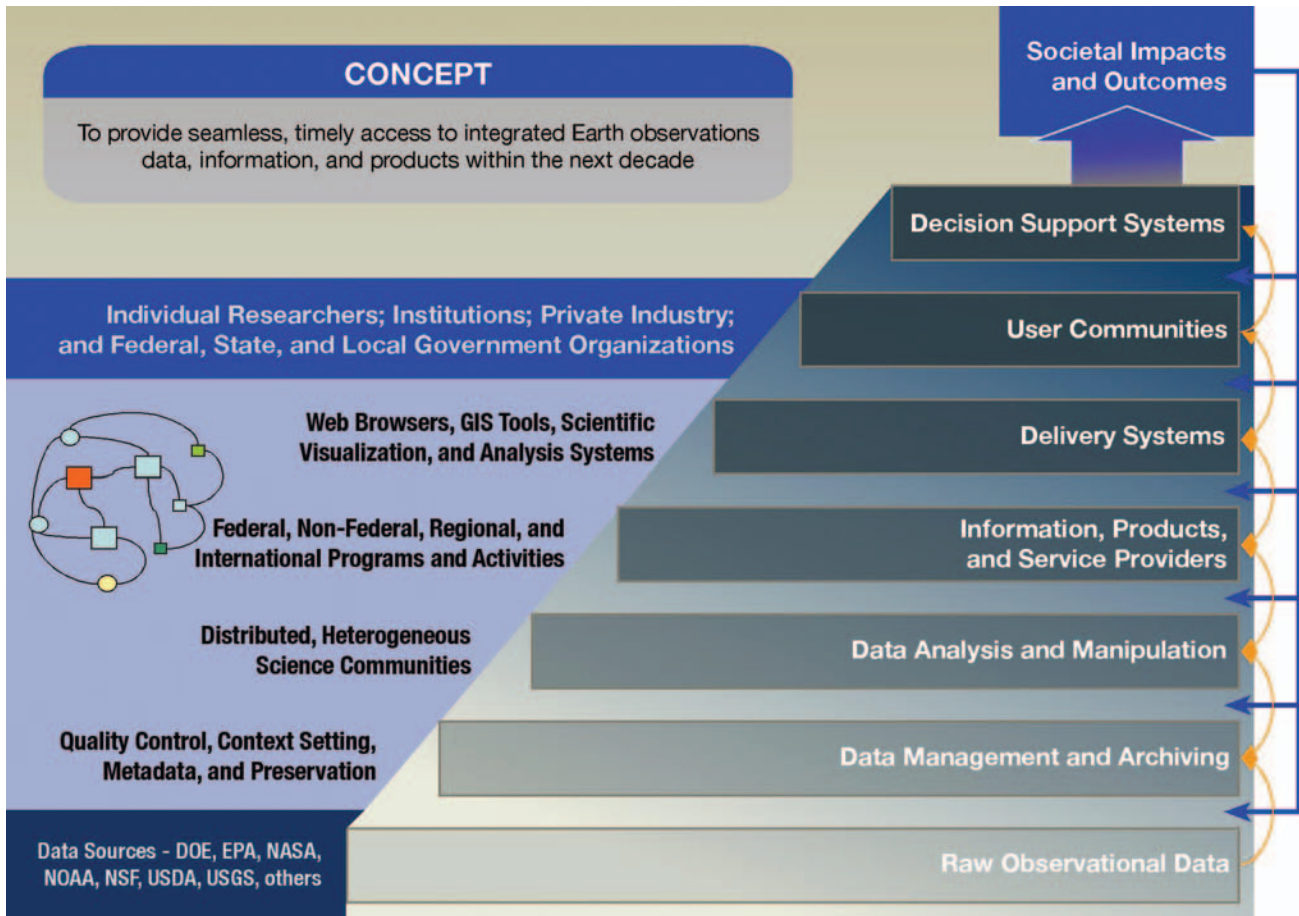 CONCEPT
To provide seamless, timely access to integrated Earth observations
data, information, and products within the next decade
Societal Impacts
and Outcomes
Decision Support Systems
Individual Researchers; Institutions; Private Industry;
and Federal, State, and Local Government Organizations
User Communities
Web Browsers, GIS Tools, Scientific
Visualization, and Analysis Systems
Delivery Systems
Federal, Non-Federal, Regional, and
International Programs and Activities
Information, Products,
and Service Providers
Distributed, Heterogeneous
Science Communities
Data Analysis and Manipulation
Quality Control, Context Setting,
Metadata, and Preservation
Data Management and Archiving
Data Sources - DOE, EPA, NASA,
NOAA, NSF, USDA, USGS, others
Raw Observational Data